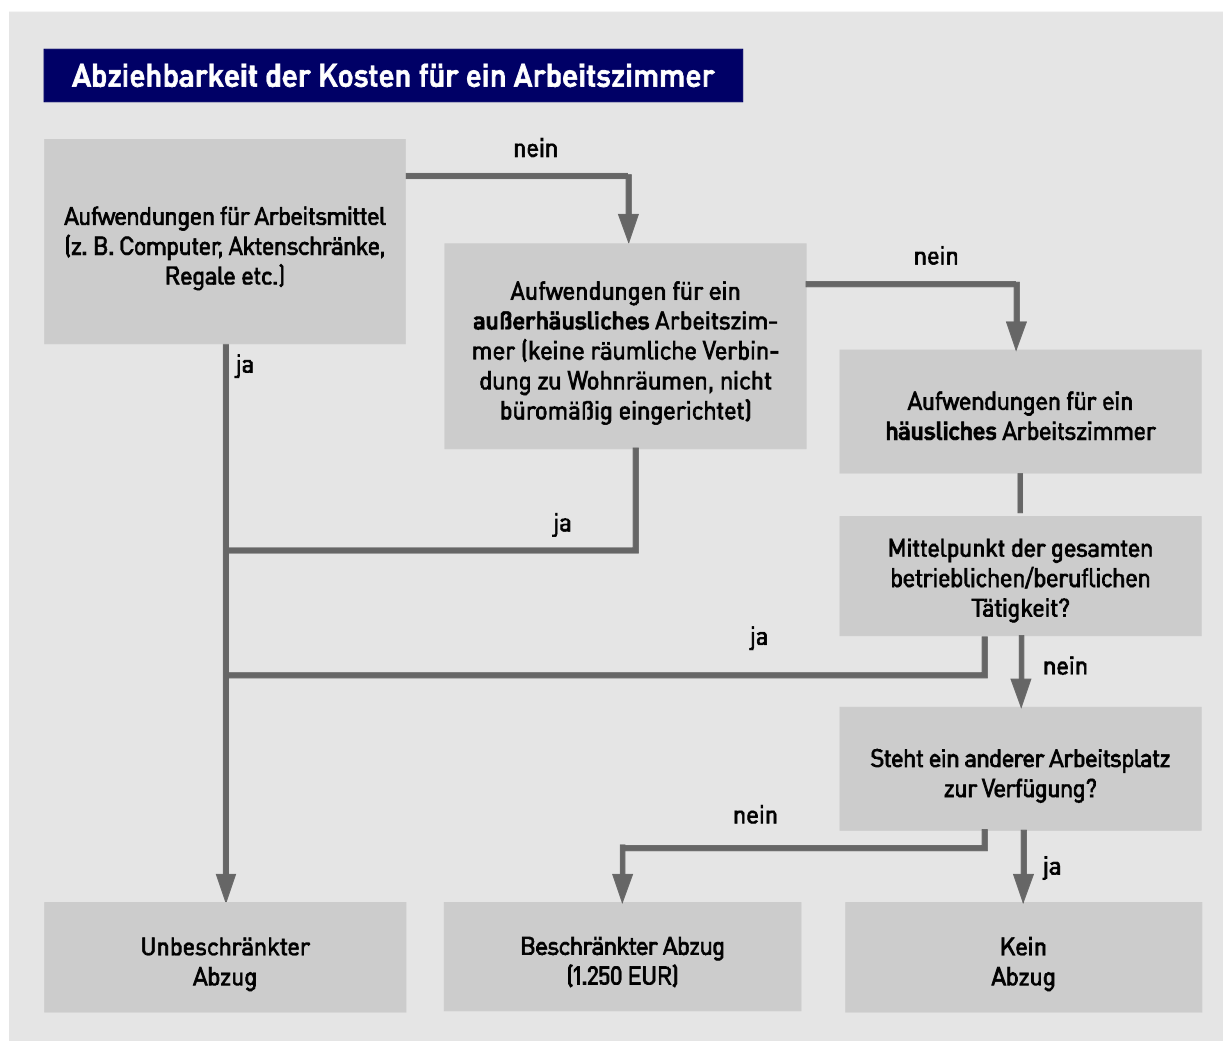 Abziehbarkeit der Kosten für ein Arbeitszimmer
nein
Aufwendungen für Arbeitsmittel
(z. B. Computer, Aktenschränke,
Regale etc.)
nein
Aufwendungen für ein
außerhäusliches Arbeitszim-
mer (keine räumliche Verbin-
dung zu Wohnräumen, nicht
büromäßig eingerichtet)
ja
Aufwendungen für ein
häusliches Arbeitszimmer
ja
Mittelpunkt der gesamten
betrieblichen/beruflichen
Tätigkeit?
ja
nein
Steht ein anderer Arbeitsplatz
zur Verfügung?
nein
ja
Unbeschränkter
Abzug
Beschränkter Abzug
(1.250 EUR)
Kein
Abzug